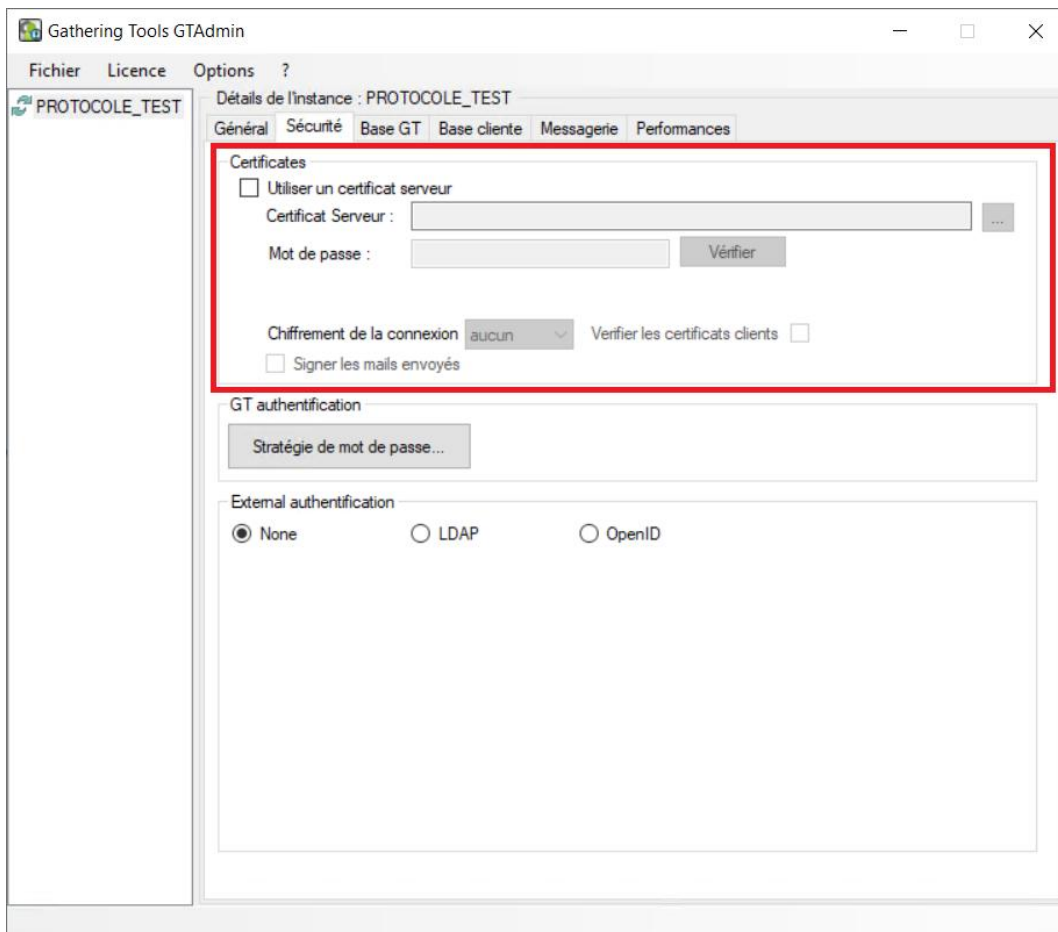 Gathering Tools GTAdmin
Fichier Licence Options ?
PROTOCOLE_TEST
Détails de l'instance : PROTOCOLE_TEST
Général Sécurité Base GT Base cliente Messagerie Performances
Certificates
Utiliser un certificat serveur
Certificat Serveur : ...
Mot de passe : Vérifier
Chiffrement de la connexion aucun Verifier les certificats clients
Signer les mails envoyés
GT authentification
Stratégie de mot de passe...
External authentification
None LDAP OpenID